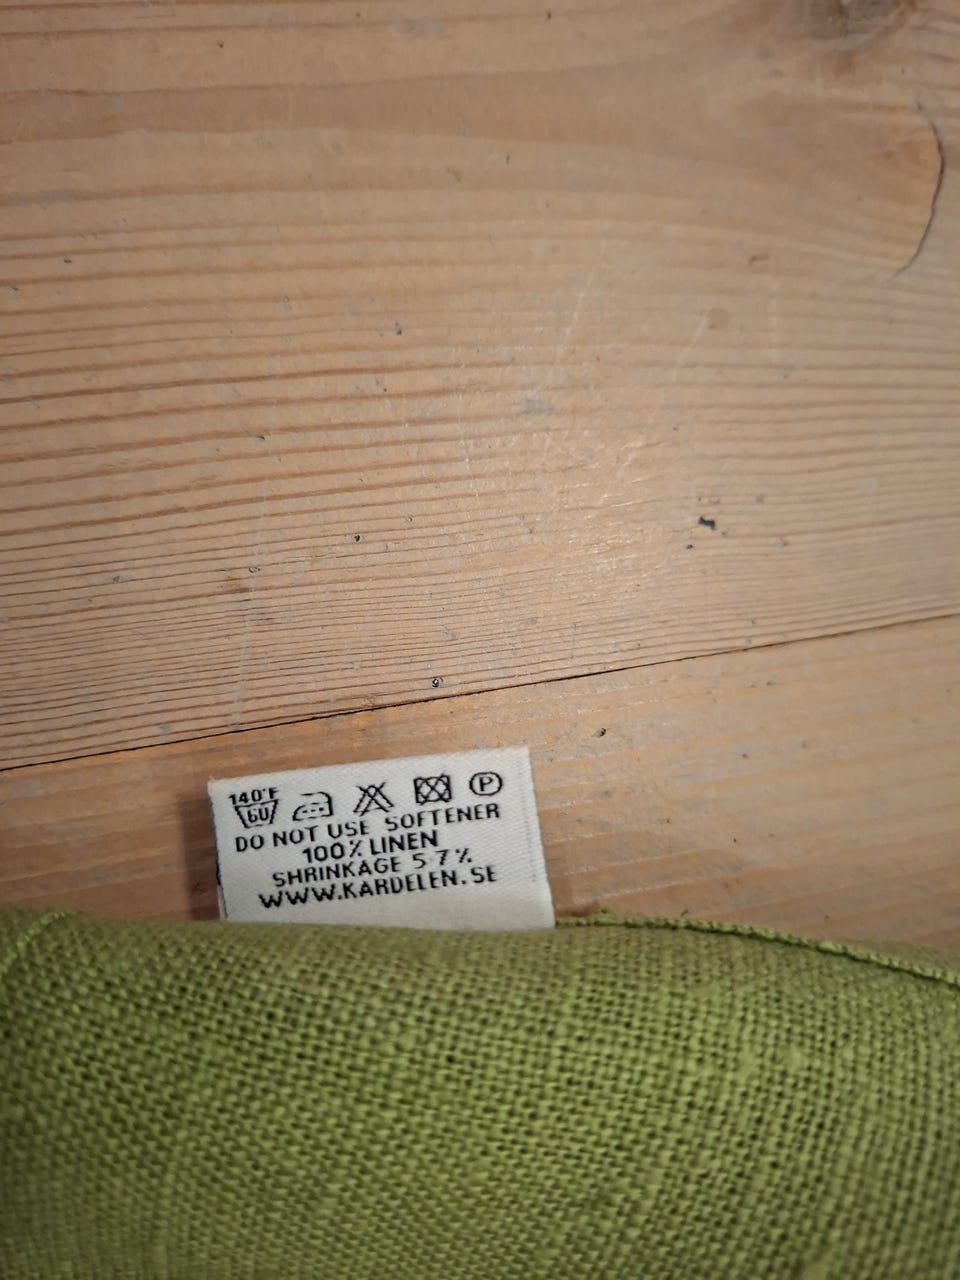 140°F
60 P
DO NOT USE SOFTENER
100% LINEN
SHRINKAGE 5-7%
WWW.KARDELEN.SE